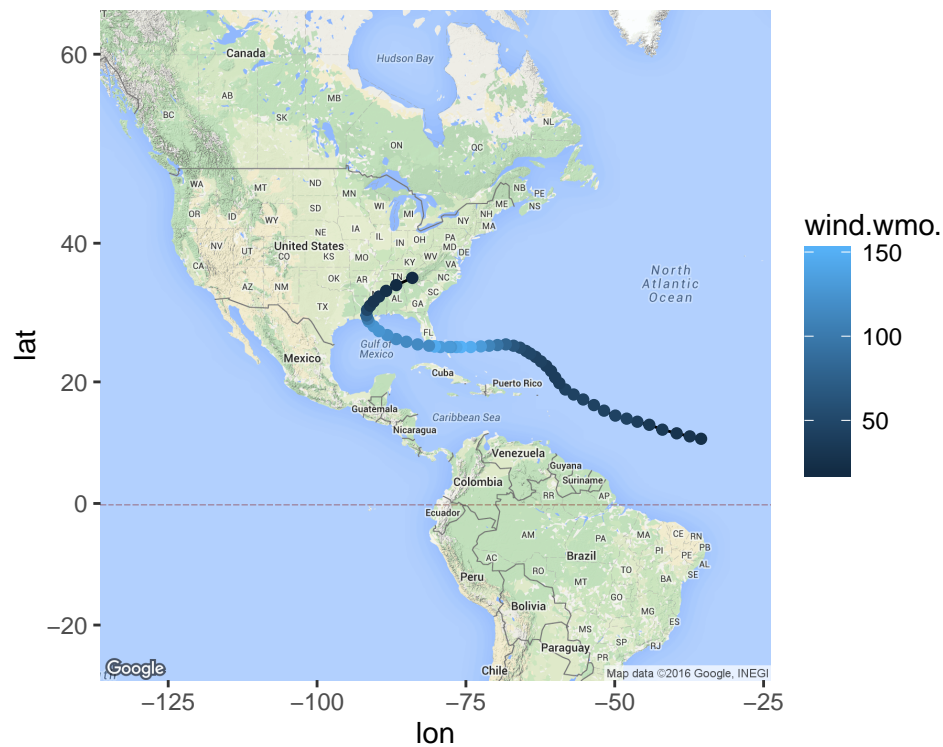 Canada
Hudson Bay
AB
MB
BC
SK
NL
ON
QC
WA
MT
ND
MN
NB
PE
NS
OR
ID
SD
WI
MI
ME
NH
WY
NY
MA
NE
IA
PA
NV
UT
United States
IL
IN
OH
MD
DE
CO
KS
MO
WV
VA
CA
KY
OK
AR
TN
NC
AZ
NM
SC
AL
GA
TX
North
Atlantic
Ocean
FL
Gulf of
Mexico
Mexico
Cuba
Puerto Rico
Guatemala
Caribbean Sea
Nicaragua
Venezuela
Guyana
Colombia
Suriname
RR
AP
Ecuador
AM
PA
MA
CE
RN
PI
PB
AC
Brazil
PE
AL
RO
TO
Peru
MT
BA
SE
GO
Bolivia
MG
MS
ES
SP
Paraguay
RJ
PR
Chile
Google
Map data ©2016 Google, INEGI
60
40
20
0
−20
lat
−125
−100
−75
−50
−25
lon
wind.wmo.
150
100
50